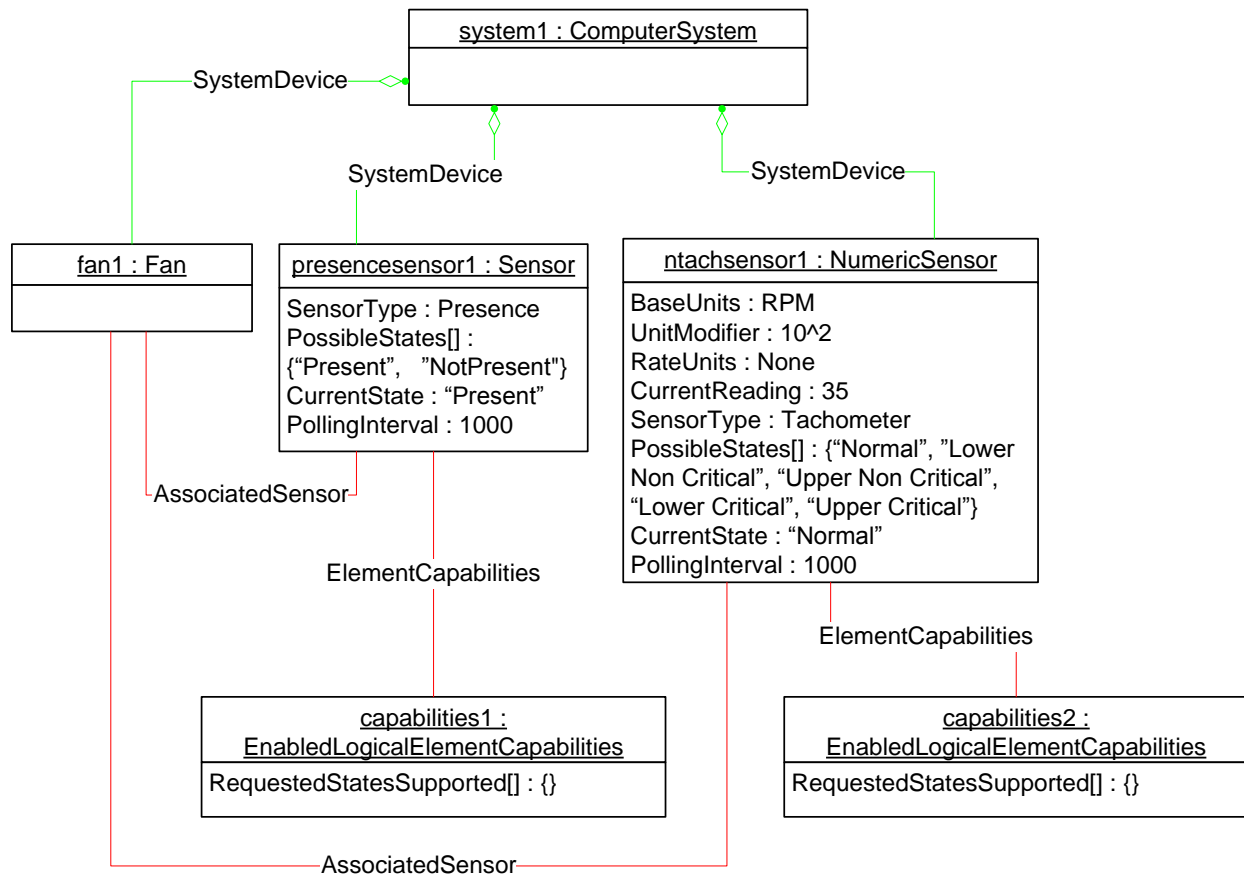 system1 : ComputerSystem
SystemDevice
SystemDevice
SystemDevice
fan1 : Fan
presencesensor1 : Sensor
SensorType : Presence
PossibleStates[] :
{“Present”,   ”NotPresent"}
CurrentState : “Present”
PollingInterval : 1000
ntachsensor1 : NumericSensor
BaseUnits : RPM
UnitModifier : 10^2
RateUnits : None
CurrentReading : 35
SensorType : Tachometer
PossibleStates[] : {“Normal”, ”Lower
Non Critical”, “Upper Non Critical”,
“Lower Critical”, “Upper Critical”}
CurrentState : “Normal”
PollingInterval : 1000
AssociatedSensor
ElementCapabilities
ElementCapabilities
capabilities1 :
EnabledLogicalElementCapabilities
RequestedStatesSupported[] : {}
capabilities2 :
EnabledLogicalElementCapabilities
RequestedStatesSupported[] : {}
AssociatedSensor